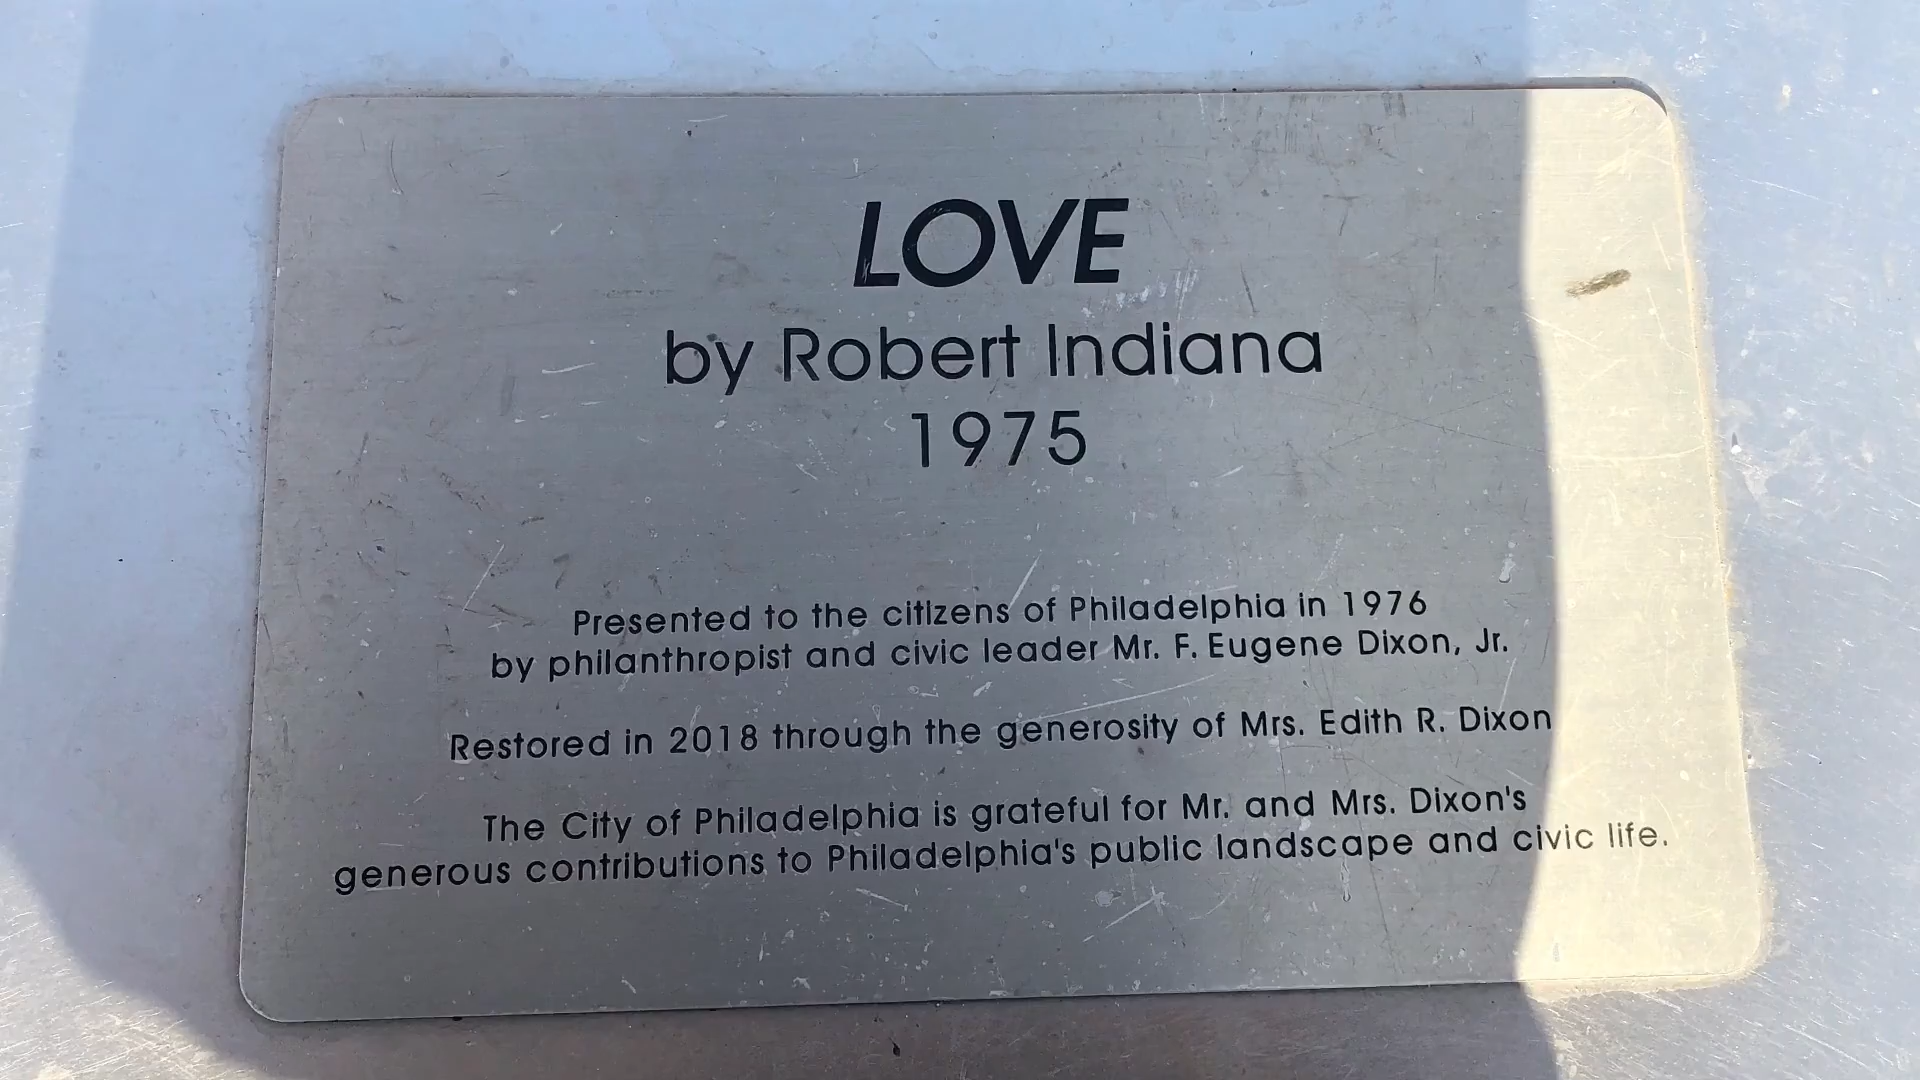 LOVE
by Robert Indiana
1975
Presented to the citizens of Philadelphia in 1976
by philanthropist and civic leader Mr. F. Eugene Dixon, Jr.
Restored in 2018 through the generosity of Mrs. Edith R. Dixon
The City of Philadelphia is grateful for Mr. and Mrs. Dixon's
generous contributions to Philadelphia's public landscape and civic life.